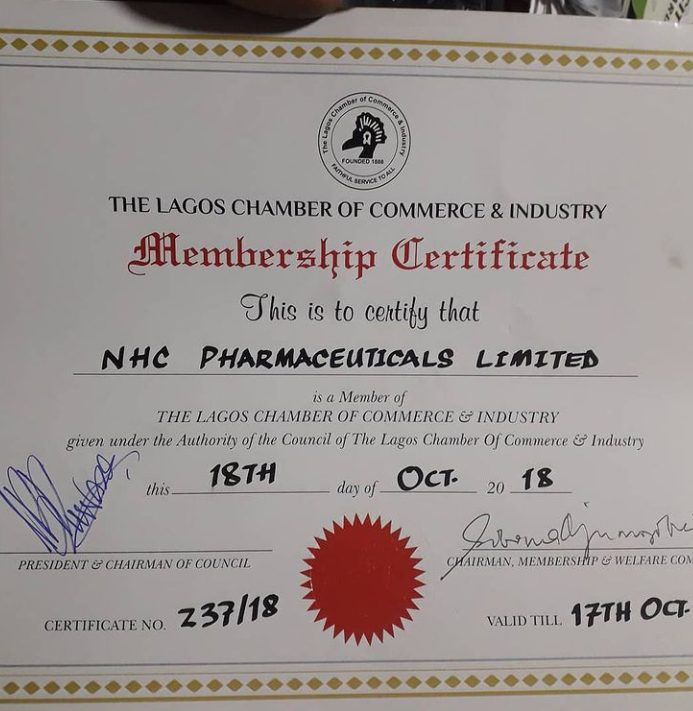 The Lagos Chamber of Commerce & Industry
FOUNDED 1888
FAITHFUL SERVICE TO ALL
THE LAGOS CHAMBER OF COMMERCE & INDUSTRY
Membership Certificate
This is to certify that
NHC PHARMACEUTICALS LIMITED
is a Member of
THE LAGOS CHAMBER OF COMMERCE & INDUSTRY
given under the Authority of the Council of The Lagos Chamber Of Commerce & Industry
this 18TH day of OCT. 20 18
PRESIDENT & CHAIRMAN OF COUNCIL
CHAIRMAN, MEMBERSHIP & WELFARE COM
CERTIFICATE NO. 237/18
VALID TILL 17TH OCT.